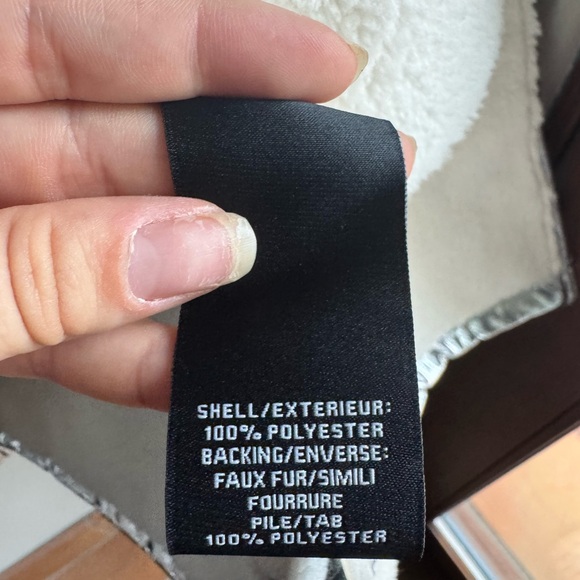 SHELL/EXTERIEUR:
100% POLYESTER
BACKING/ENVERSE:
FAUX FUR/SIMILI
FOURRURE
PILE/TAB
100% POLYESTER